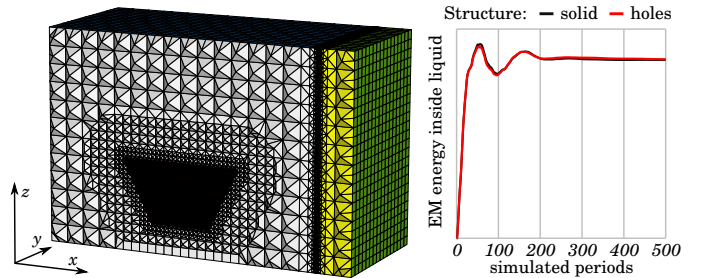 Structure: solid holes
EM energy inside liquid
0 100 200 300 400 500
simulated periods
z
y
x